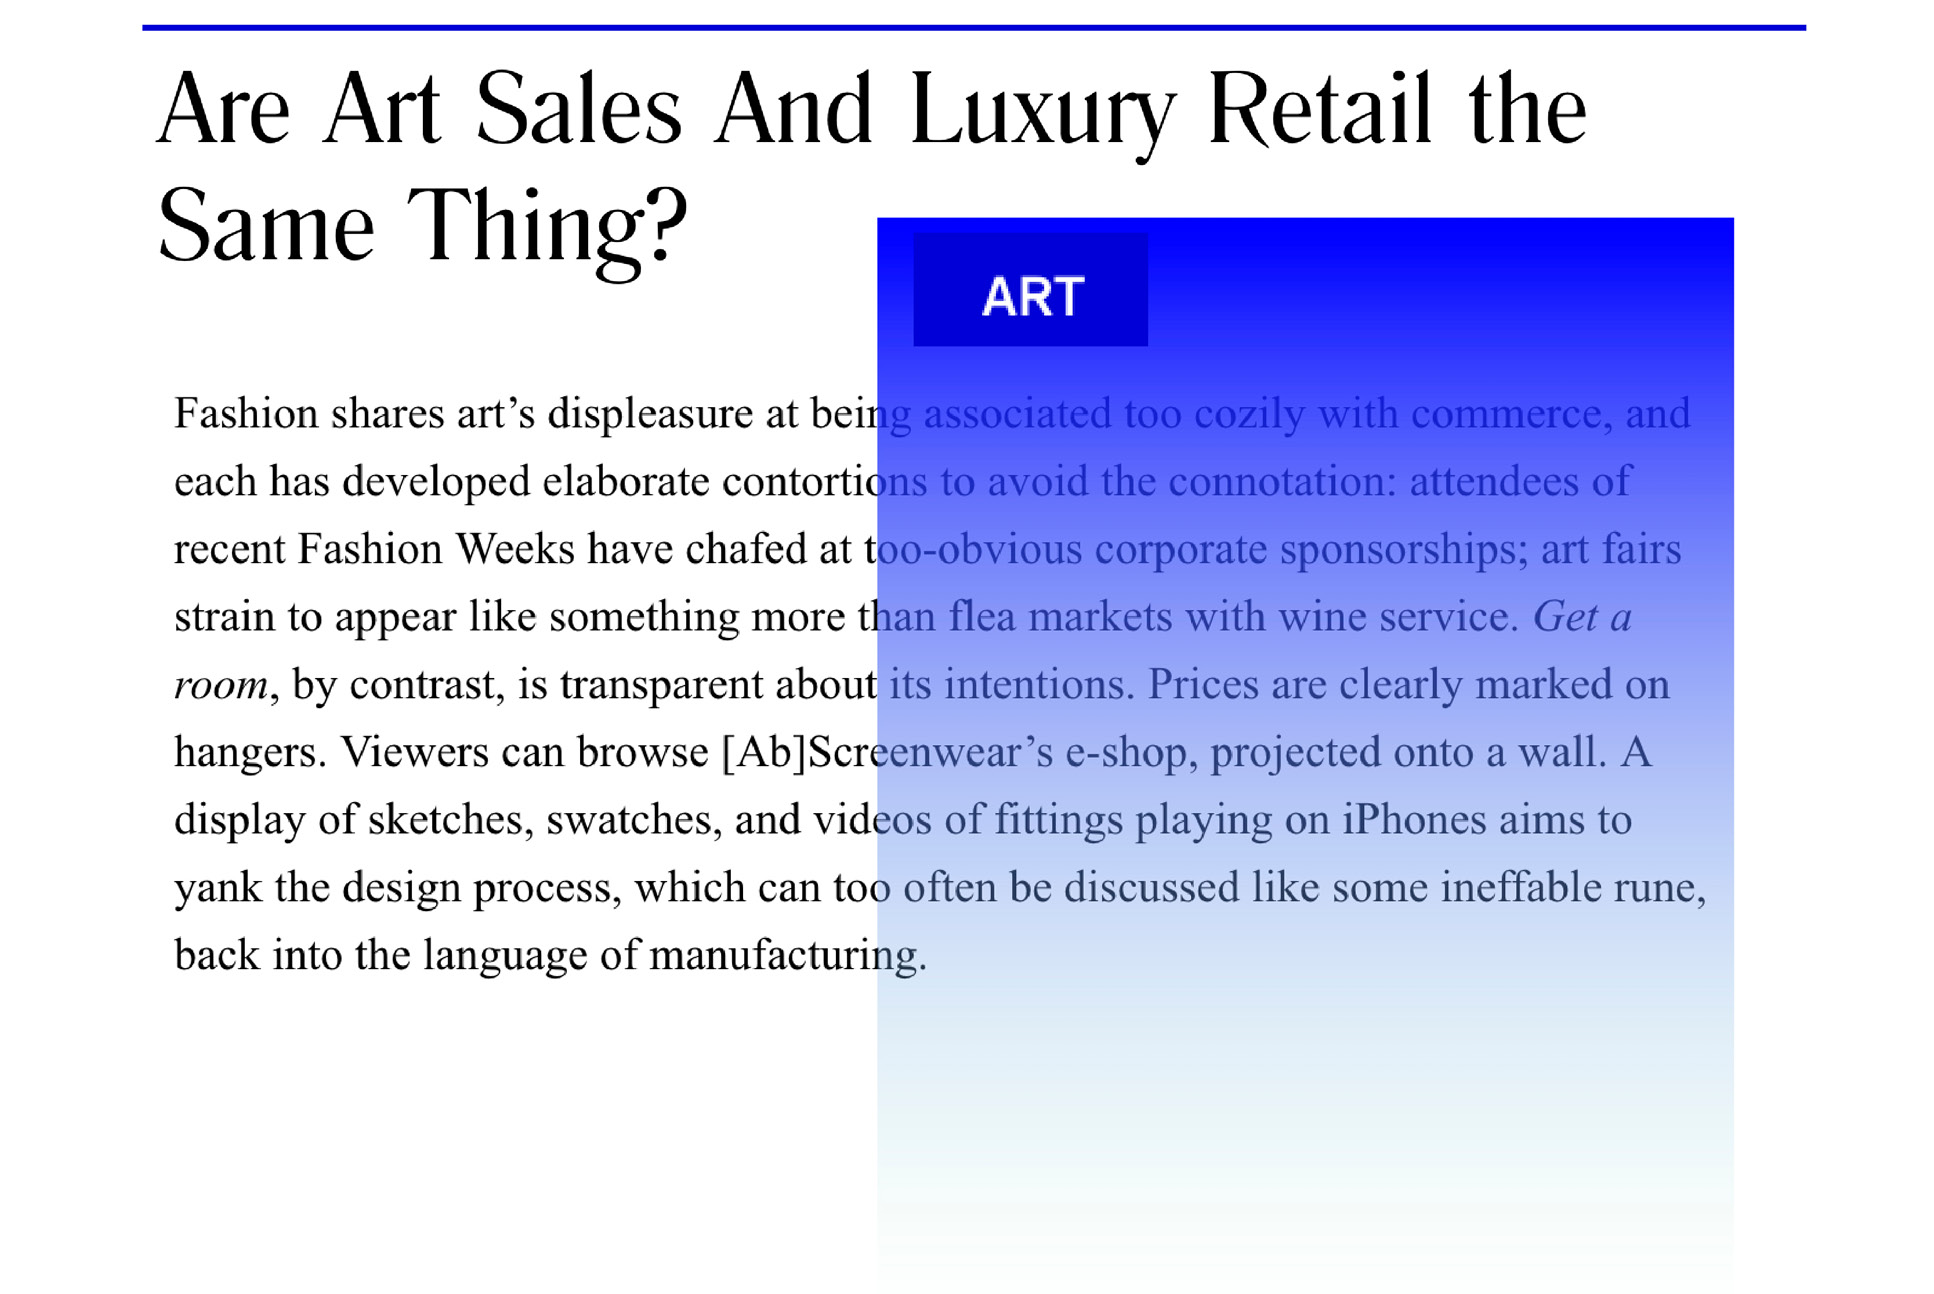 Are Art Sales And Luxury Retail the
Same Thing?
ART
Fashion shares art’s displeasure at being associated too cozily with commerce, and
each has developed elaborate contortions to avoid the connotation: attendees of
recent Fashion Weeks have chafed at too-obvious corporate sponsorships; art fairs
strain to appear like something more than flea markets with wine service. Get a
room, by contrast, is transparent about its intentions. Prices are clearly marked on
hangers. Viewers can browse [Ab]Screenwear’s e-shop, projected onto a wall. A
display of sketches, swatches, and videos of fittings playing on iPhones aims to
yank the design process, which can too often be discussed like some ineffable rune,
back into the language of manufacturing.